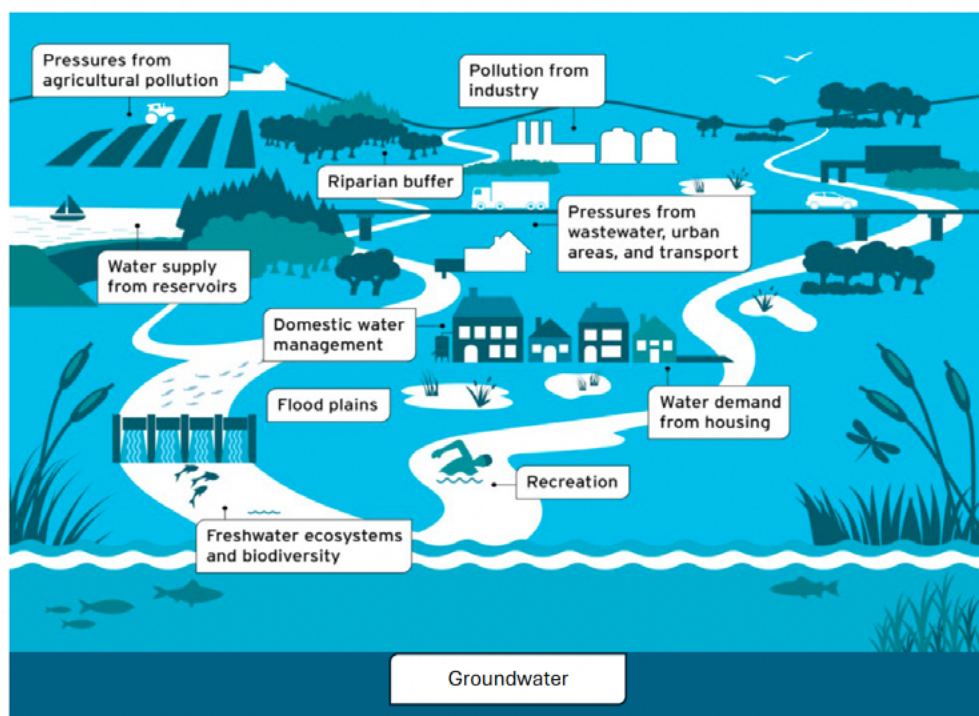 Pressures from
agricultural pollution
Pollution from
industry
Riparian buffer
Pressures from
wastewater, urban
areas, and transport
Water supply
from reservoirs
Domestic water
management
Flood plains
Water demand
from housing
Recreation
Freshwater ecosystems
and biodiversity
Groundwater